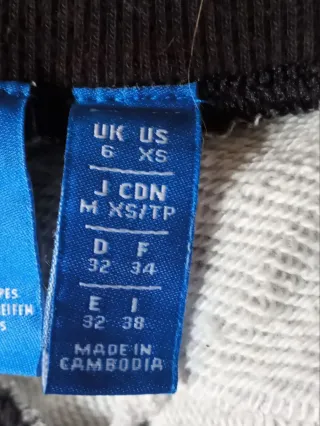 UK US
6 XS
J CDN
M XS/TP
D F
32 34
E I
32 38
MADE IN
CAMBODIA